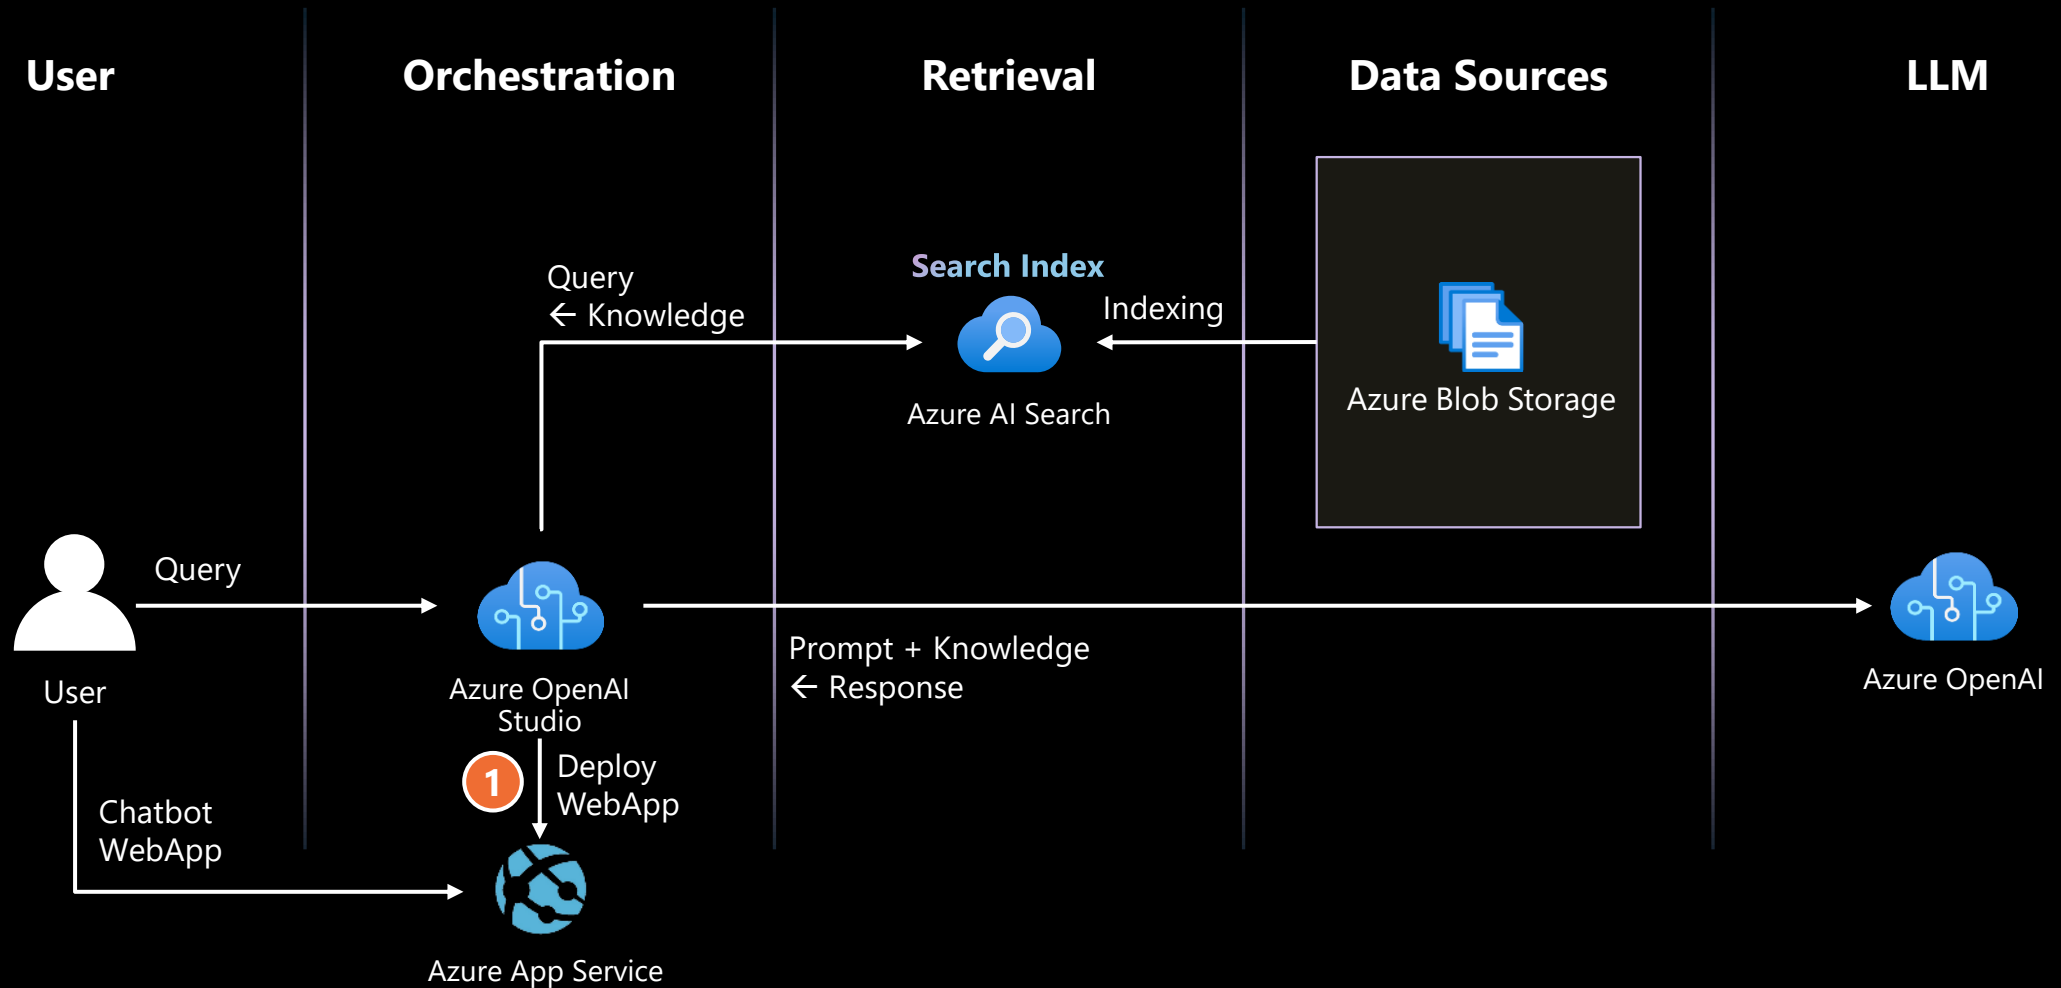 User
Orchestration
Retrieval
Data Sources
LLM
Query
← Knowledge
Search Index
Indexing
Azure AI Search
Azure Blob Storage
Query
User
Azure OpenAI
Studio
Prompt + Knowledge
← Response
Azure OpenAI
1
Deploy
WebApp
Chatbot
WebApp
Azure App Service